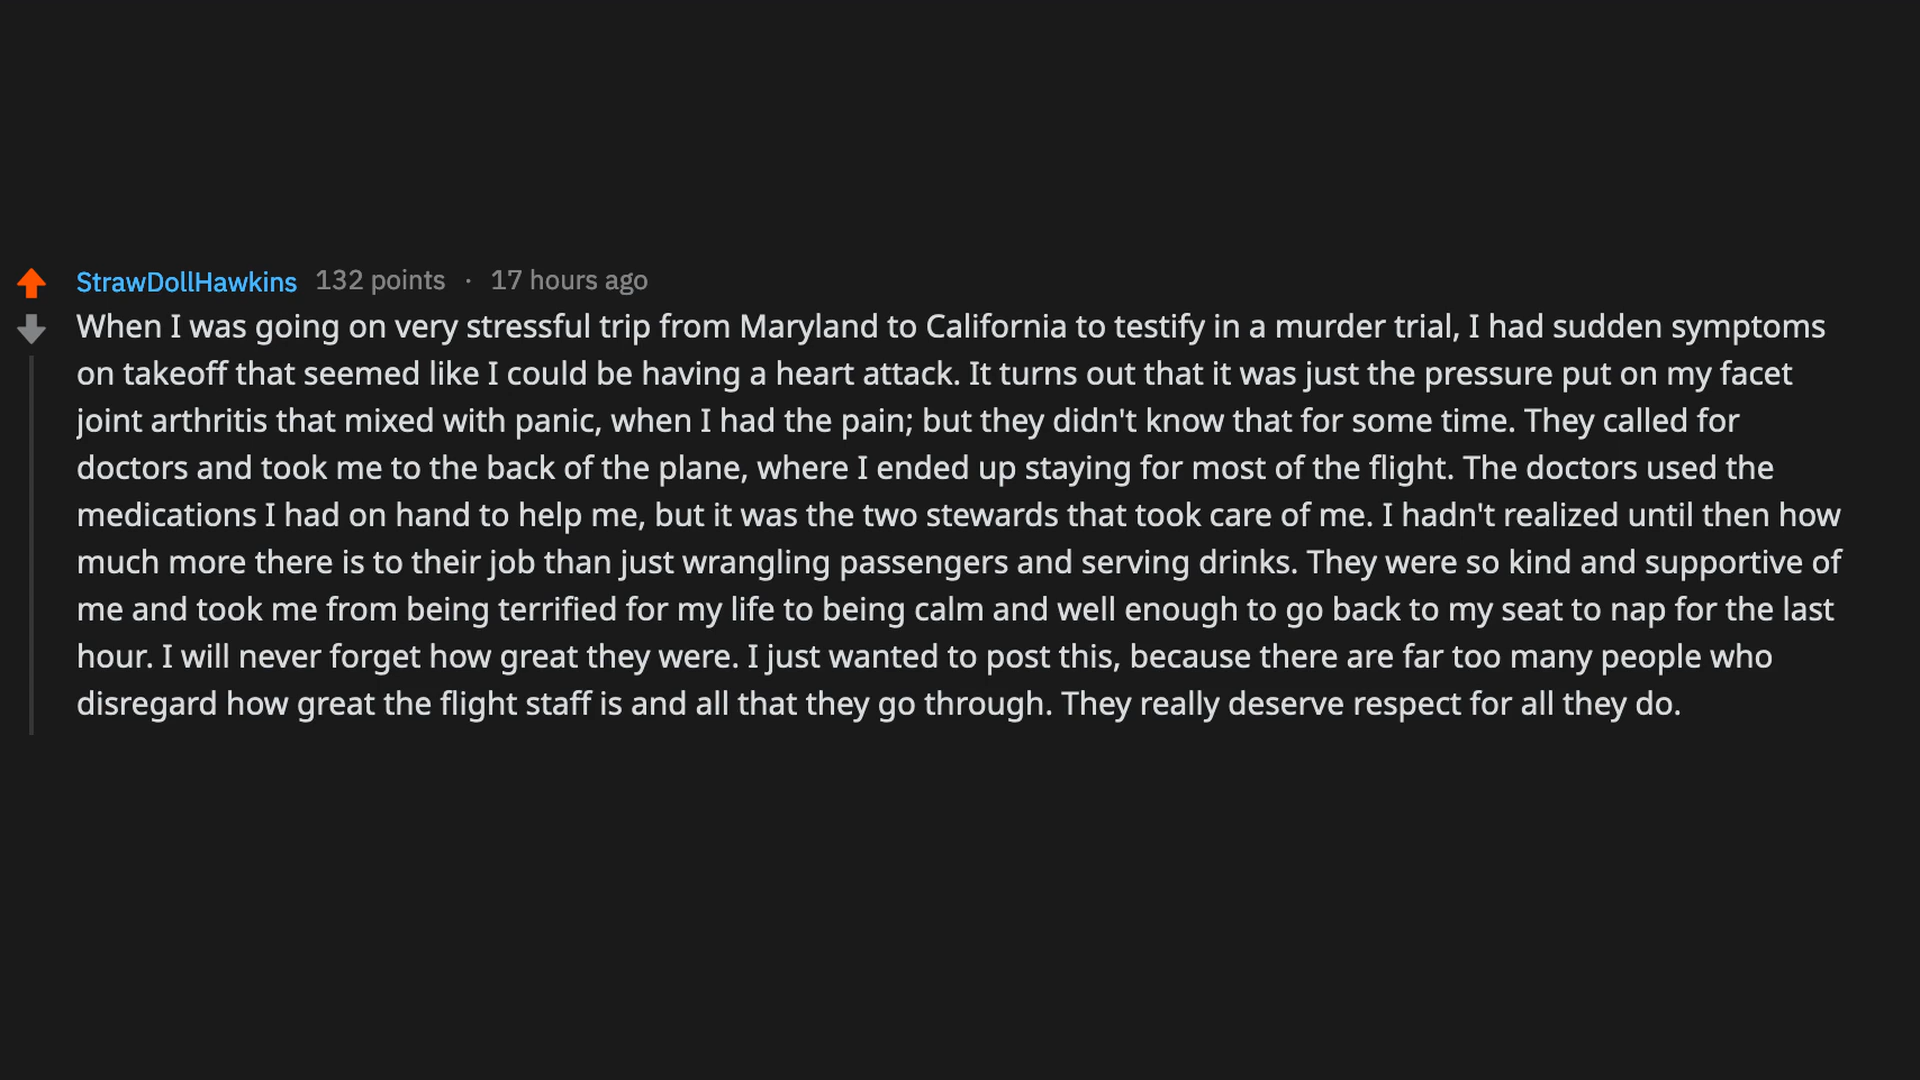 StrawDollHawkins 132 points · 17 hours ago
When I was going on very stressful trip from Maryland to California to testify in a murder trial, I had sudden symptoms
on takeoff that seemed like I could be having a heart attack. It turns out that it was just the pressure put on my facet
joint arthritis that mixed with panic, when I had the pain; but they didn't know that for some time. They called for
doctors and took me to the back of the plane, where I ended up staying for most of the flight. The doctors used the
medications I had on hand to help me, but it was the two stewards that took care of me. I hadn't realized until then how
much more there is to their job than just wrangling passengers and serving drinks. They were so kind and supportive of
me and took me from being terrified for my life to being calm and well enough to go back to my seat to nap for the last
hour. I will never forget how great they were. I just wanted to post this, because there are far too many people who
disregard how great the flight staff is and all that they go through. They really deserve respect for all they do.